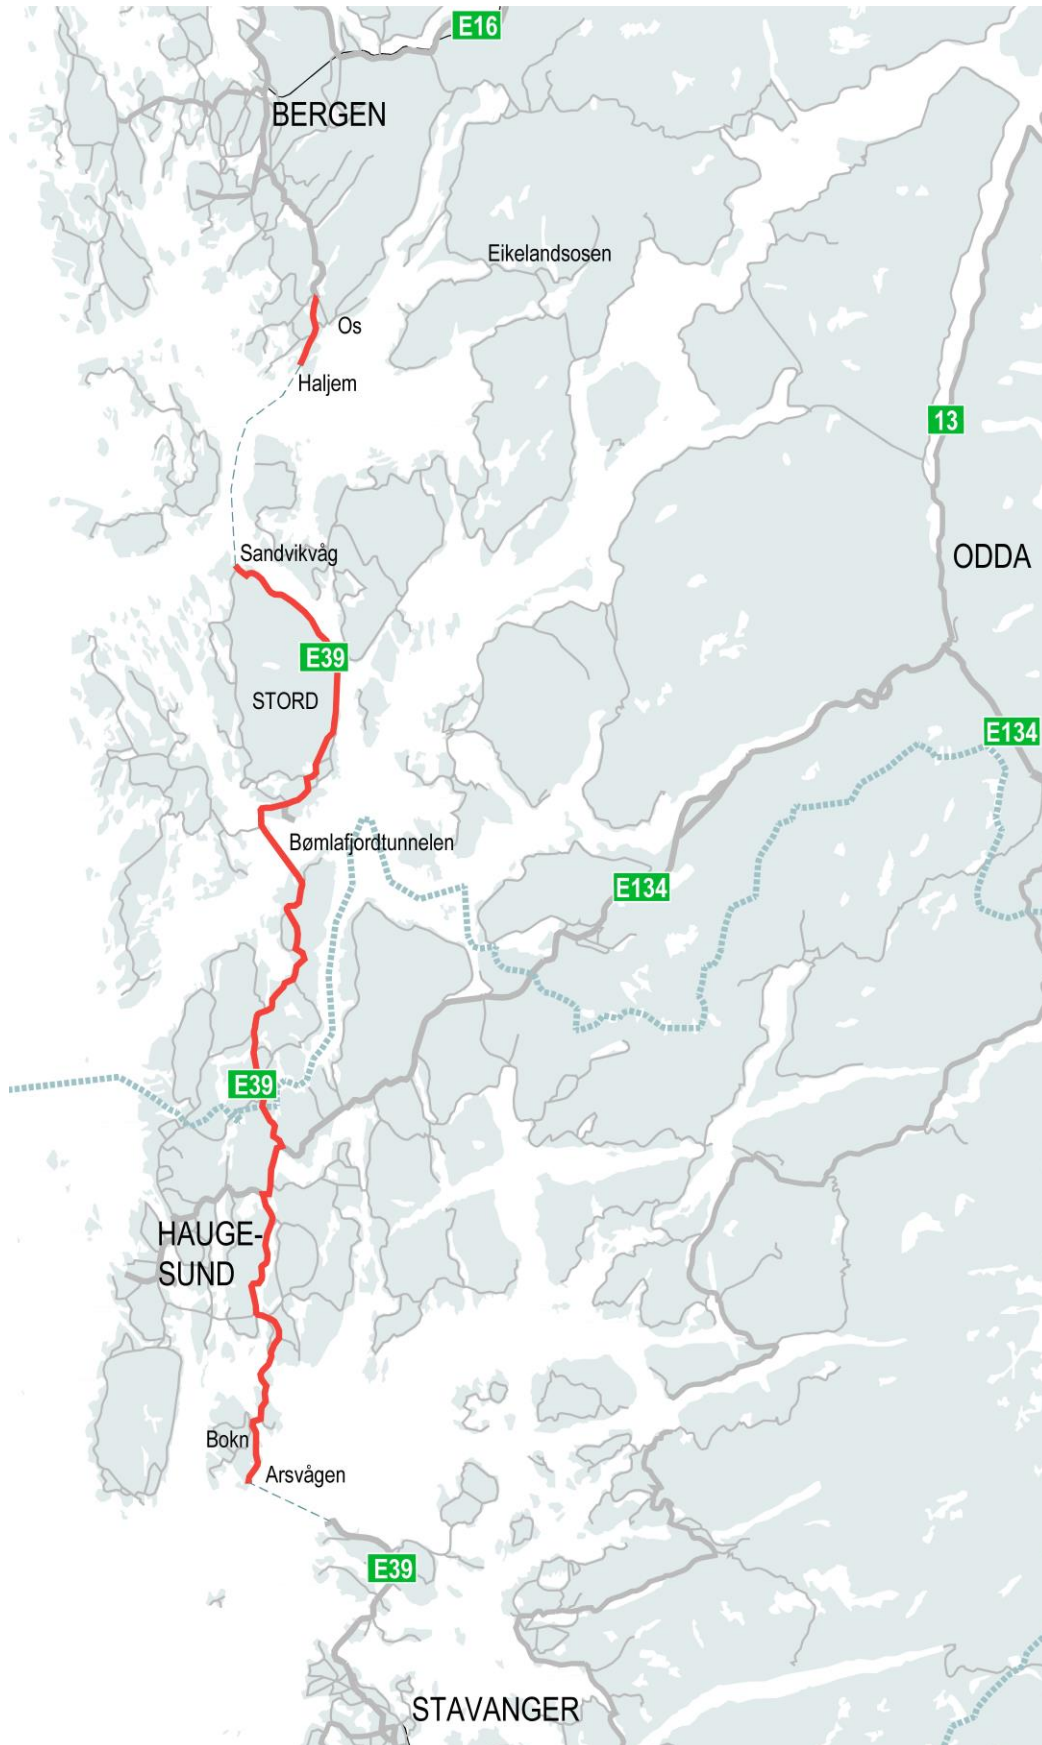 E16
BERGEN
Eikelandsosen
Os
Haljem
13
Sandvikvåg
ODDA
E39
STORD
E134
Bømlafjordtunnelen
E134
E39
HAUGE-
SUND
Bokn
Arsvågen
E39
STAVANGER